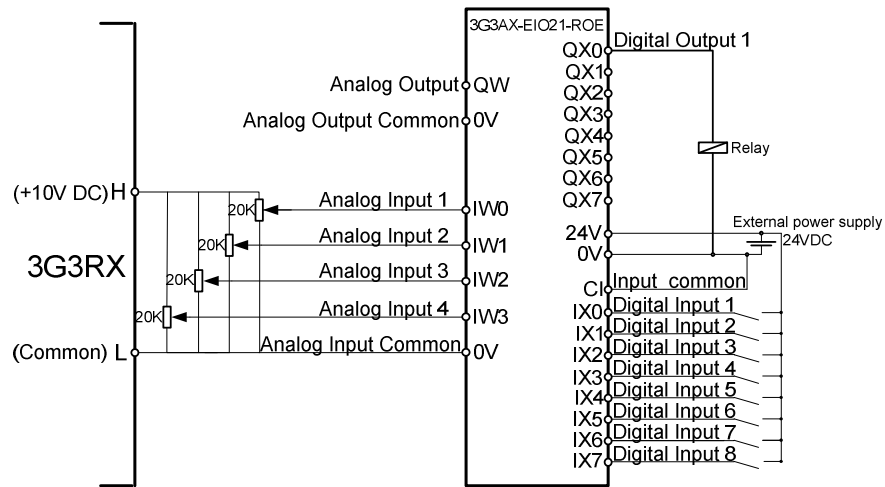 3G3AX-EIO21-ROE
QX0 Digital Output 1
QX1
Analog Output QW
QX2
QX3
Analog Output Common 0V
QX4
QX5
Relay
QX6
QX7
(+10V DC) H
20K Analog Input 1 IW0
External power supply
24V
24VDC
20K Analog Input 2 IW1
0V
3G3RX
20K Analog Input 3 IW2
CI Input common
IX0 Digital Input 1
20K Analog Input 4 IW3
IX1 Digital Input 2
(Common) L
Analog Input Common 0V
IX2 Digital Input 3
IX3 Digital Input 4
IX4 Digital Input 5
IX5 Digital Input 6
IX6 Digital Input 7
IX7 Digital Input 8